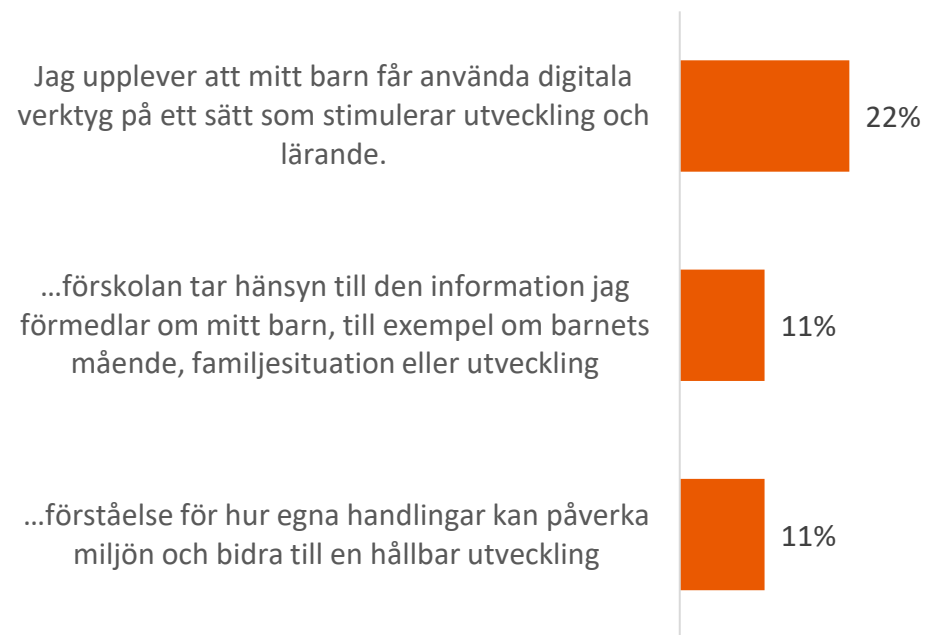 Jag upplever att mitt barn får använda digitala
verktyg på ett sätt som stimulerar utveckling och
lärande.
22%
...förskolan tar hänsyn till den information jag
förmedlar om mitt barn, till exempel om barnets
mående, familjesituation eller utveckling
11%
...förståelse för hur egna handlingar kan påverka
miljön och bidra till en hållbar utveckling
11%